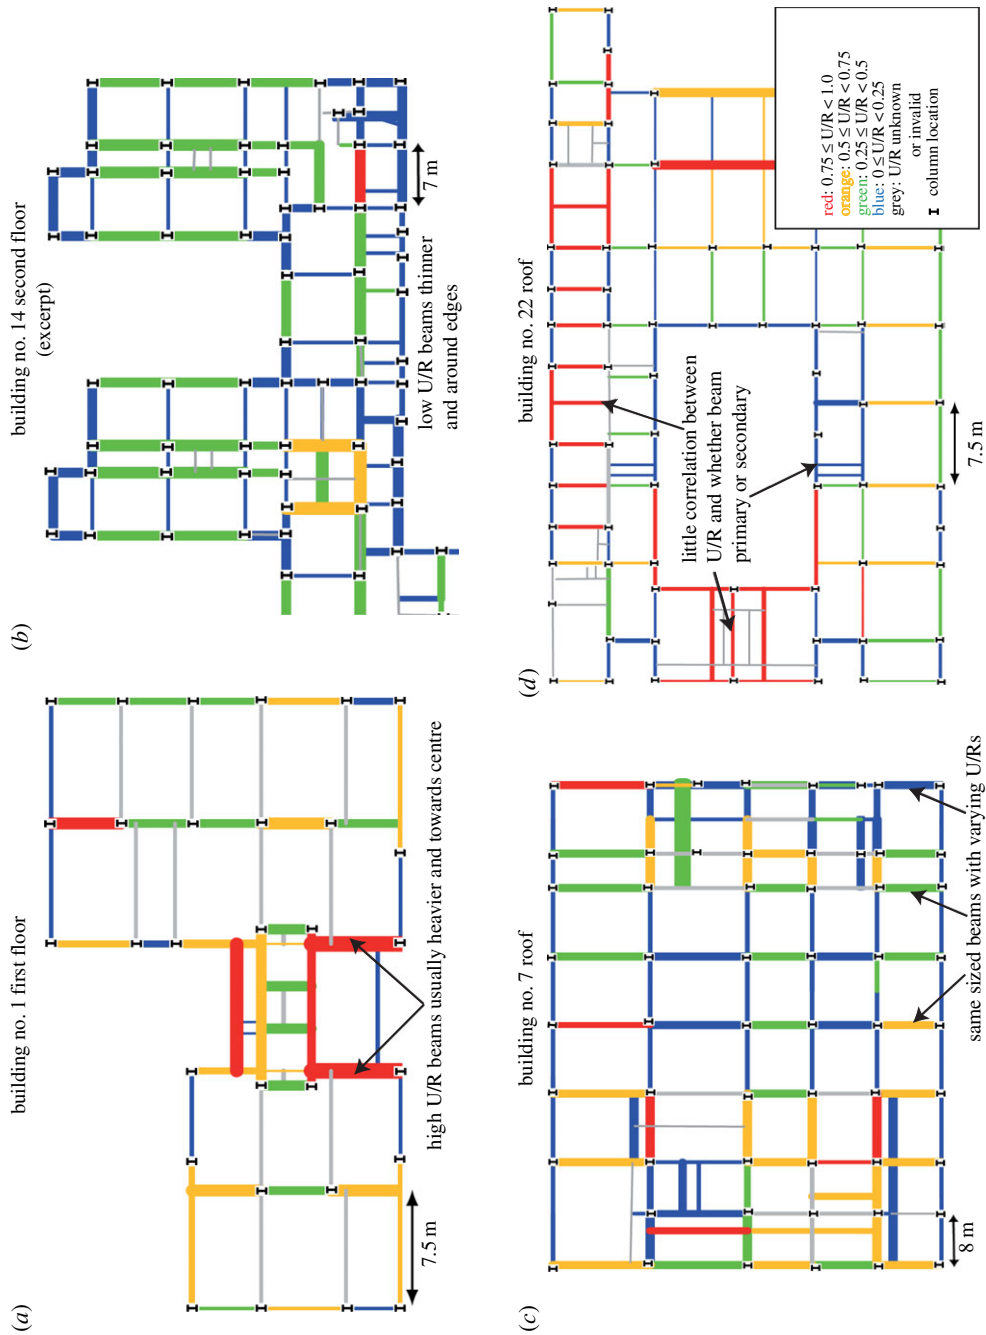 (a)
building no. 1 first floor
high U/R beams usually heavier and towards centre
7.5 m
(b)
building no. 14 second floor
(excerpt)
low U/R beams thinner
and around edges
7 m
(c)
building no. 7 roof
same sized beams with varying U/Rs
8 m
(d)
building no. 22 roof
little correlation between
U/R and whether beam
primary or secondary
7.5 m
red: 0.75 ≤ U/R < 1.0
orange: 0.5 ≤ U/R < 0.75
green: 0.25 ≤ U/R < 0.5
blue: 0 ≤ U/R < 0.25
grey: U/R unknown
or invalid
column location